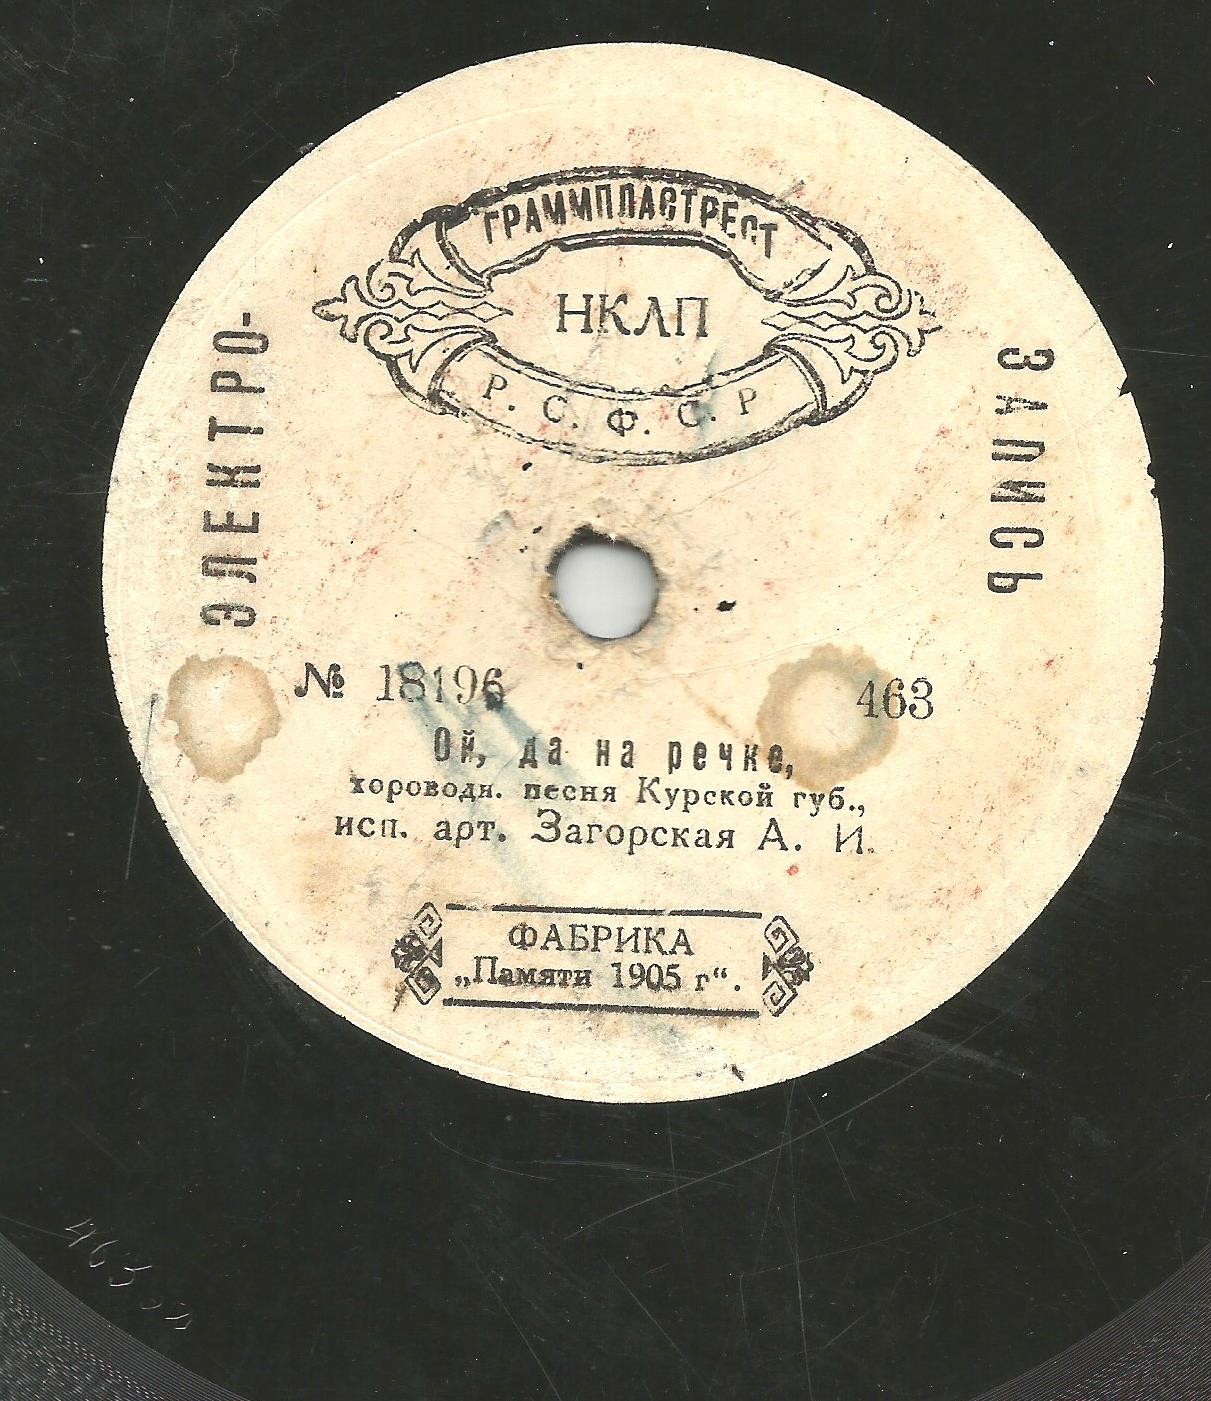 ГРАММПЛАСТРЕСТ
НКЛП
Р. С. Ф. С. Р
ЭЛЕКТРО-
ЗАПИСЬ
№ 18196
463
Ой, да на речке,
хороводн. песня Курской губ.,
исп. арт. Загорская А. И.
ФАБРИКА
„Памяти 1905 г“.